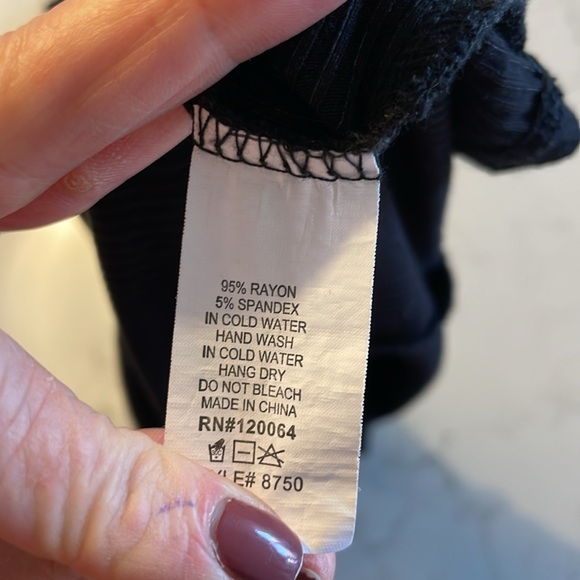 95% RAYON
5% SPANDEX
IN COLD WATER
HAND WASH
IN COLD WATER
HANG DRY
DO NOT BLEACH
MADE IN CHINA
RN#120064
8750